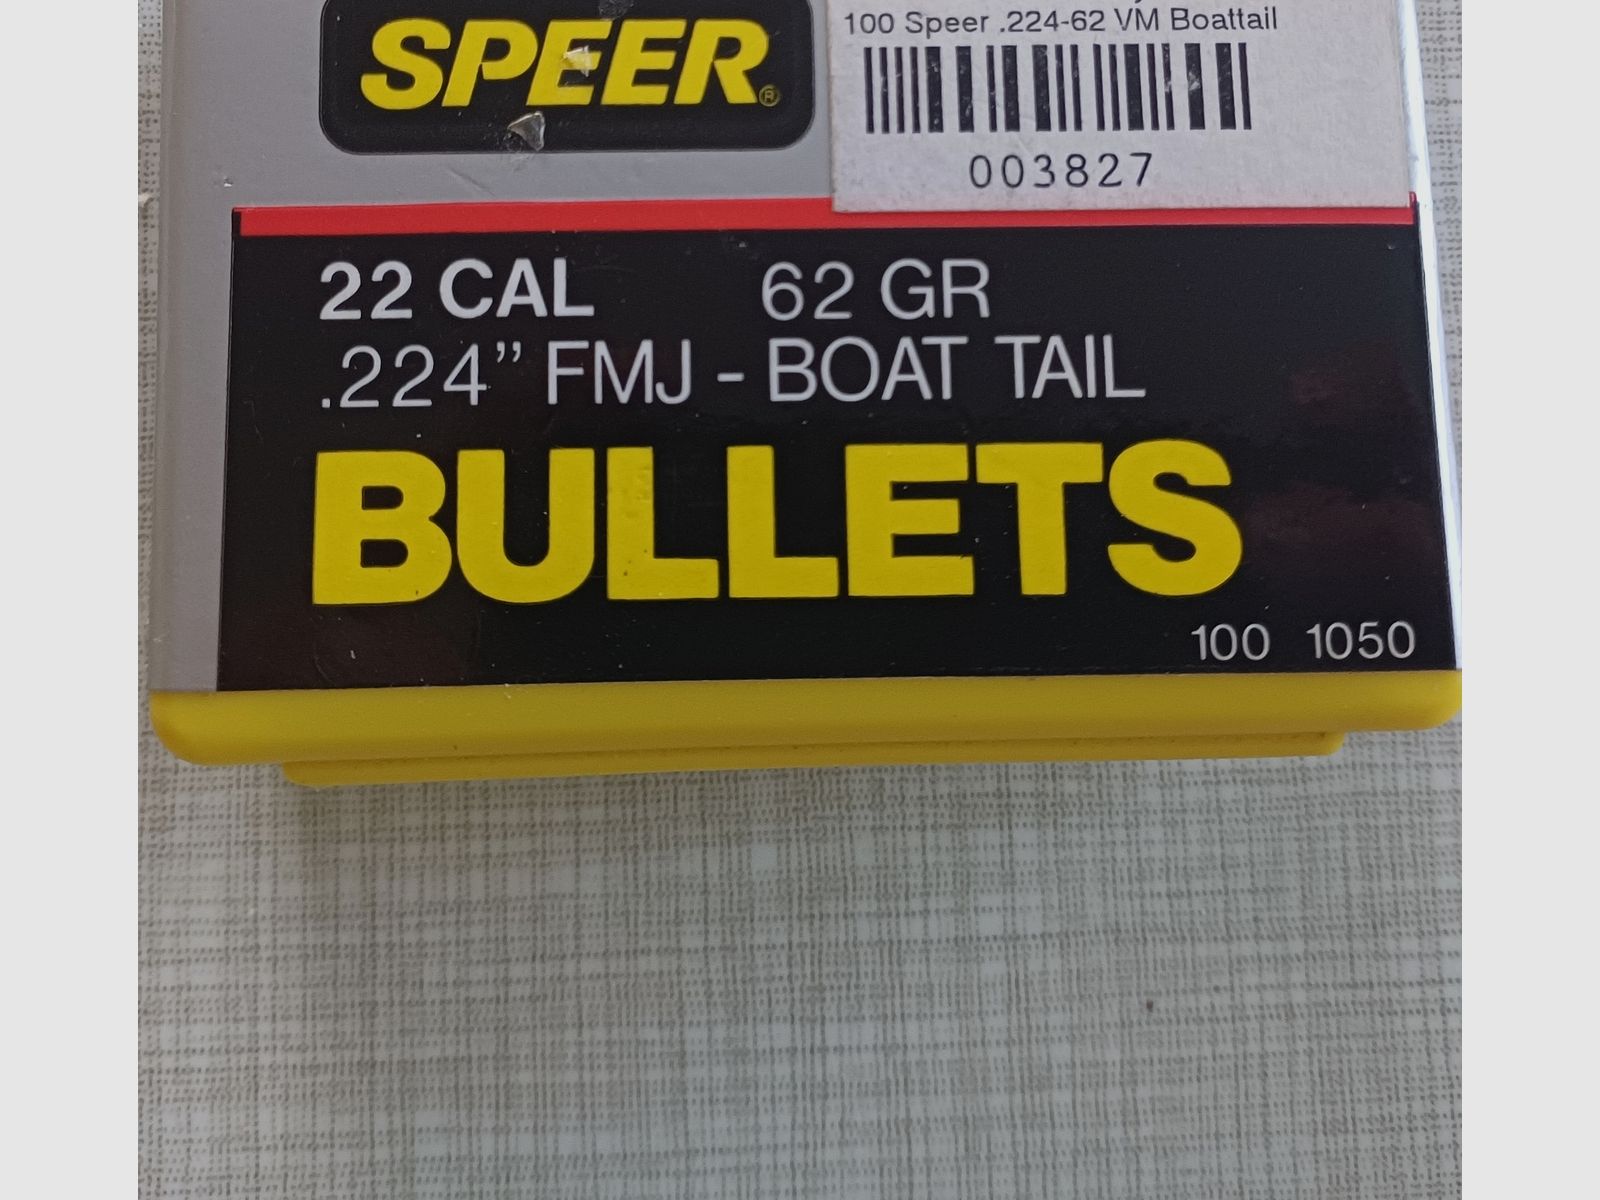 SPEER®
100 Speer .224-62 VM Boattail
003827
22 CAL 62 GR
.224” FMJ - BOAT TAIL
BULLETS
100 1050